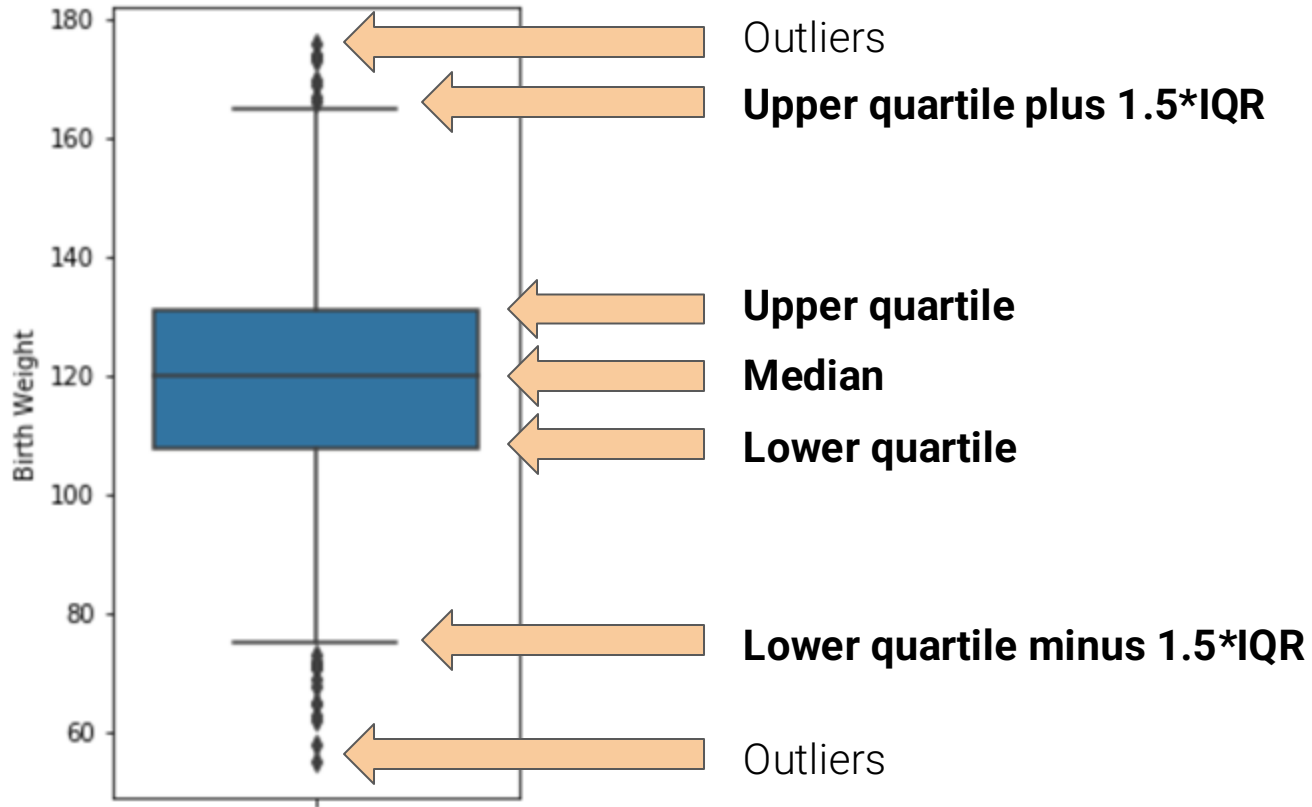 180
Outliers
Upper quartile plus 1.5*IQR
160
140
Upper quartile
120
Median
Lower quartile
100
Birth Weight
80
Lower quartile minus 1.5*IQR
60
Outliers